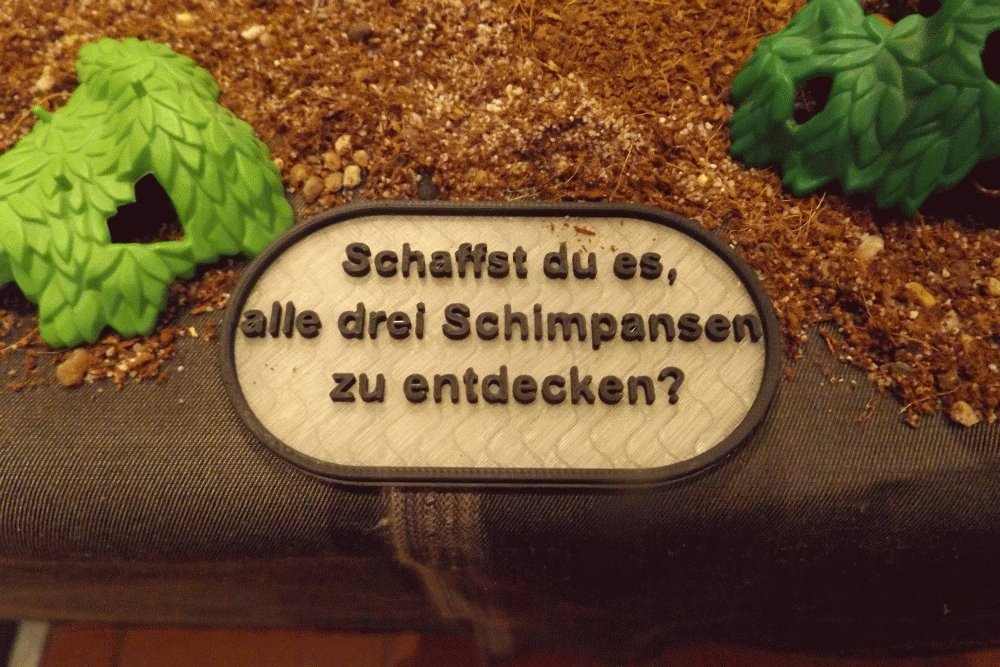 Schaffst du es,
alle drei Schimpansen
zu entdecken?